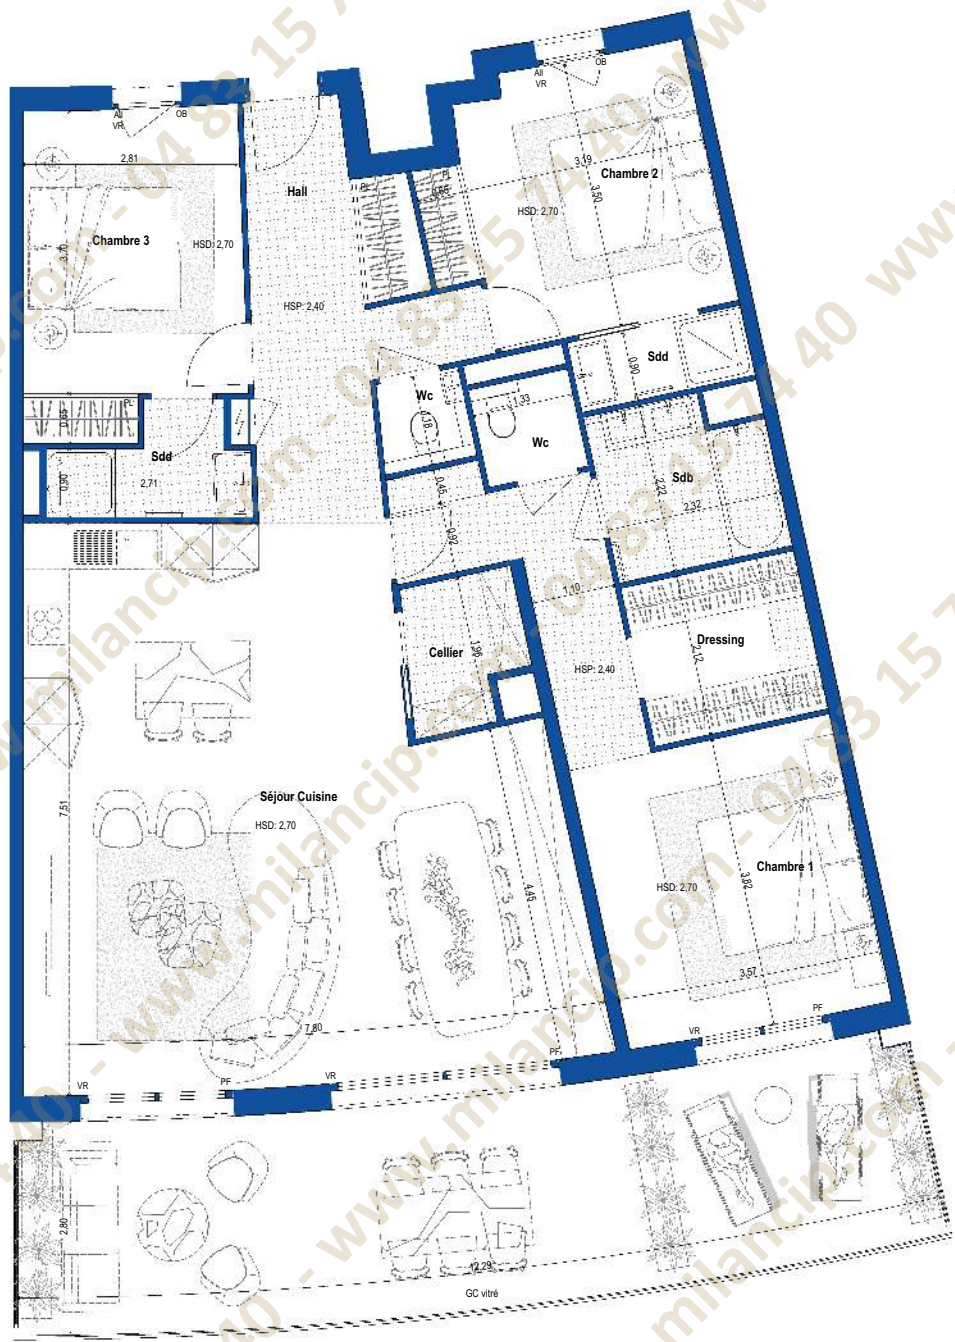 All
VR
OB
All
VR
OB
2,81
Hall
PL
PL
0,65
3,19
3,50
Chambre 2
HSD: 2,70
Chambre 3
HSD: 2,70
3,70
HSP: 2,40
Sdd
0,90
Wc
0,18
1,33
Wc
PL
0,65
Sdd
2,71
0,90
0,45
0,92
Sdb
2,22
2,32
1,10
Cellier
1,96
Dressing
2,12
HSP: 2,40
Séjour Cuisine
HSD: 2,70
7,51
4,45
Chambre 1
HSD: 2,70
3,82
3,57
7,80
VR
PF
VR
PF
VR
PF
2,80
12,29
GC vitré
www.milancip.com - 04 83 15 74 40